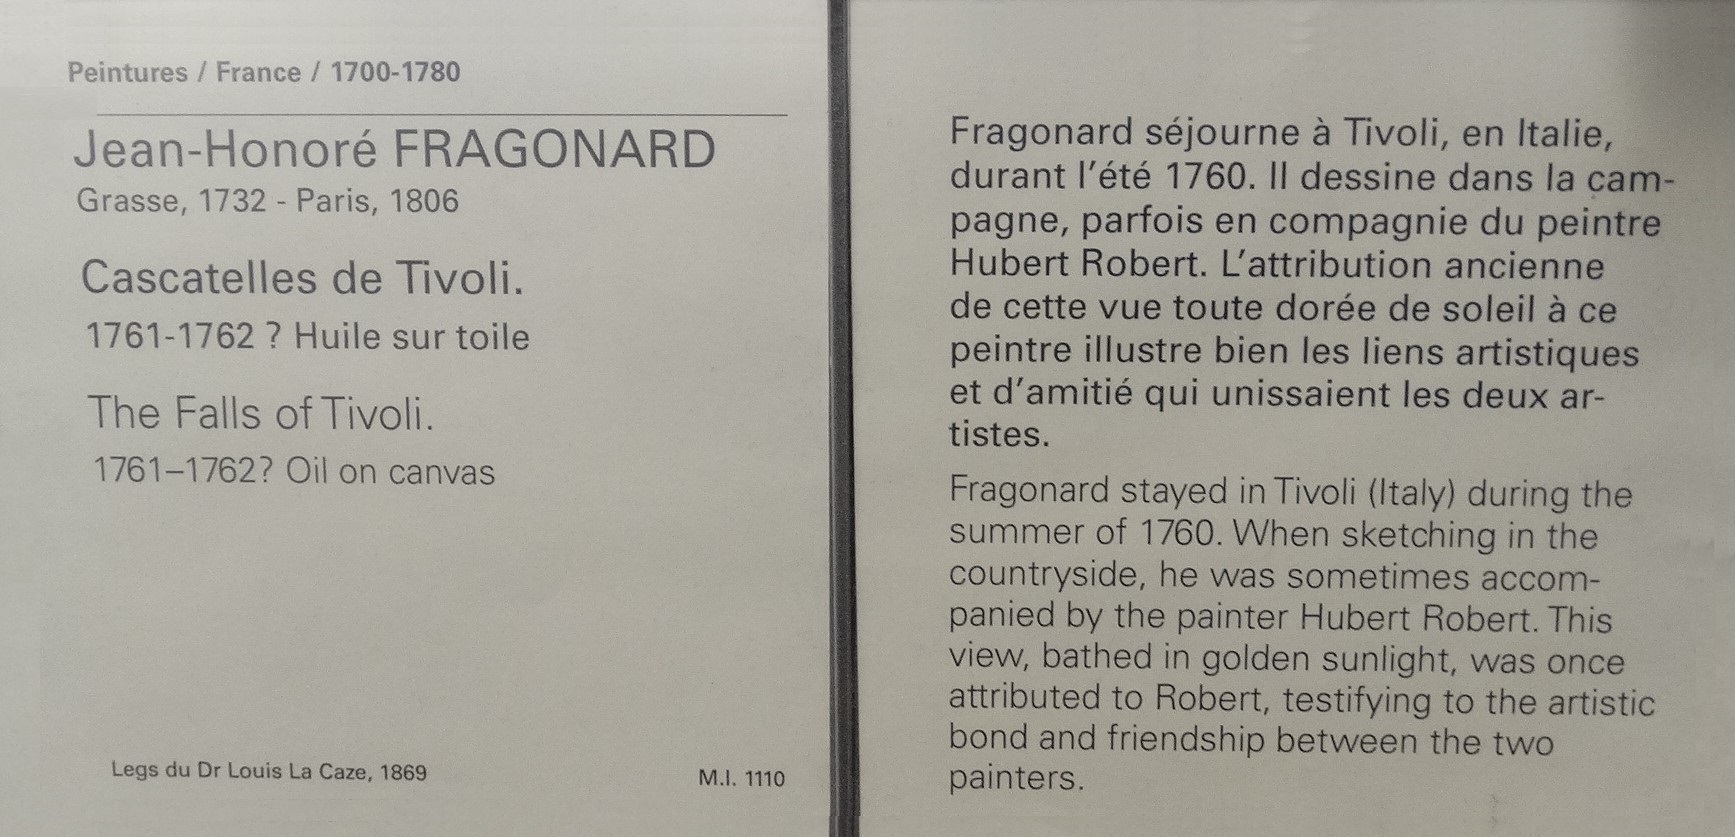 Peintures / France / 1700-1780
Jean-Honoré FRAGONARD
Grasse, 1732 - Paris, 1806
Cascatelles de Tivoli.
1761-1762 ? Huile sur toile
The Falls of Tivoli.
1761–1762? Oil on canvas
Legs du Dr Louis La Caze, 1869
M.I. 1110
Fragonard séjourne à Tivoli, en Italie,
durant l'été 1760. Il dessine dans la cam-
pagne, parfois en compagnie du peintre
Hubert Robert. L'attribution ancienne
de cette vue toute dorée de soleil à ce
peintre illustre bien les liens artistiques
et d'amitié qui unissaient les deux ar-
tistes.
Fragonard stayed in Tivoli (Italy) during the
summer of 1760. When sketching in the
countryside, he was sometimes accom-
panied by the painter Hubert Robert. This
view, bathed in golden sunlight, was once
attributed to Robert, testifying to the artistic
bond and friendship between the two
painters.